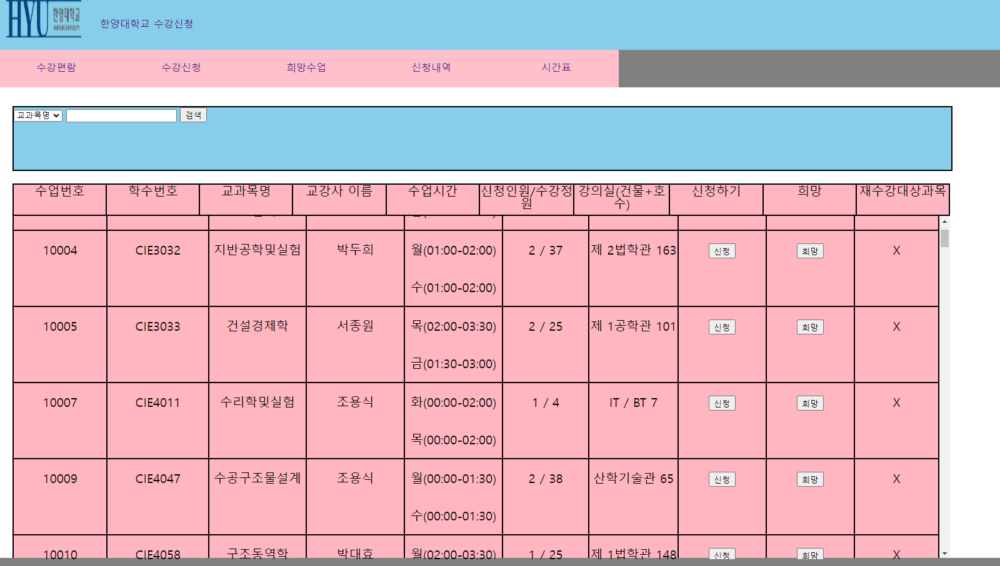 HYU 한양대학교
HANYANG UNIVERSITY
한양대학교 수강신청
수강편람 수강신청 희망수업 신청내역 시간표
교과목명 검색
수업번호 학수번호 교과목명 교강사 이름 수업시간 신청인원/수강정원 강의실(건물+호수) 신청하기 희망 재수강대상과목
10004 CIE3032 지반공학및실험 박두희 월(01:00-02:00) 2 / 37 제 2법학관 163 신청 희망 X
수(01:00-02:00)
10005 CIE3033 건설경제학 서종원 목(02:00-03:30) 2 / 25 제 1공학관 101 신청 희망 X
금(01:30-03:00)
10007 CIE4011 수리학및실험 조용식 화(00:00-02:00) 1 / 4 IT / BT 7 신청 희망 X
목(00:00-02:00)
10009 CIE4047 수공구조물설계 조용식 월(00:00-01:30) 2 / 38 산학기술관 65 신청 희망 X
수(00:00-01:30)
10010 CIE4058 구조동역학 박대효 월(02:00-03:30) 1 / 25 제 1법학관 148 신청 희망 X